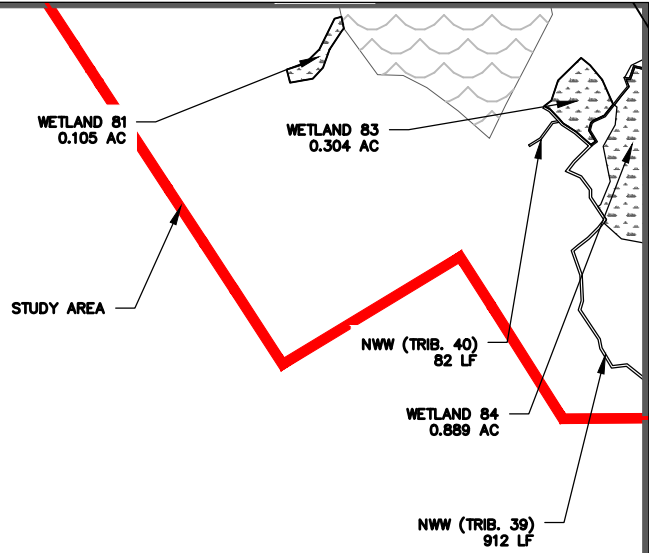 WETLAND 81
0.105 AC
WETLAND 83
0.304 AC
STUDY AREA
NWW (TRIB. 40)
82 LF
WETLAND 84
0.889 AC
NWW (TRIB. 39)
912 LF